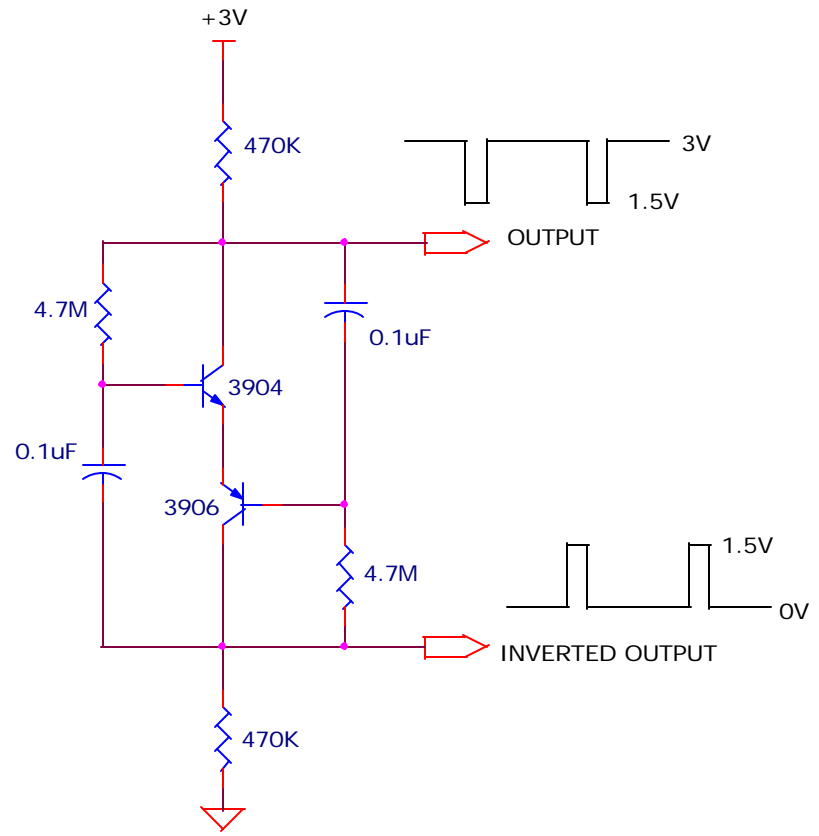 +3V
470K
3V
1.5V
OUTPUT
4.7M
0.1uF
3904
0.1uF
3906
1.5V
4.7M
0V
INVERTED OUTPUT
470K